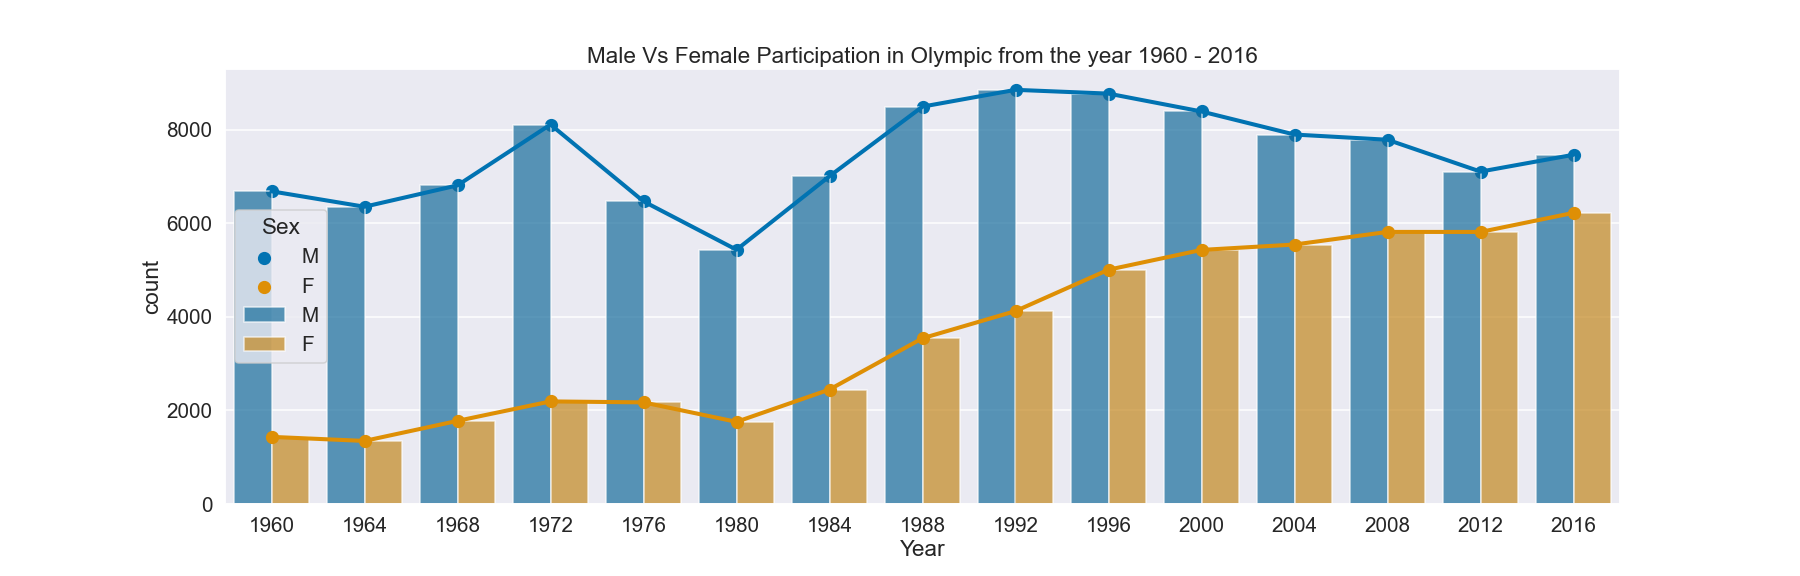 Male Vs Female Participation in Olympic from the year 1960 - 2016
8000
6000
4000
2000
0
count
Sex
M
F
M
F
1960 1964 1968 1972 1976 1980 1984 1988 1992 1996 2000 2004 2008 2012 2016
Year